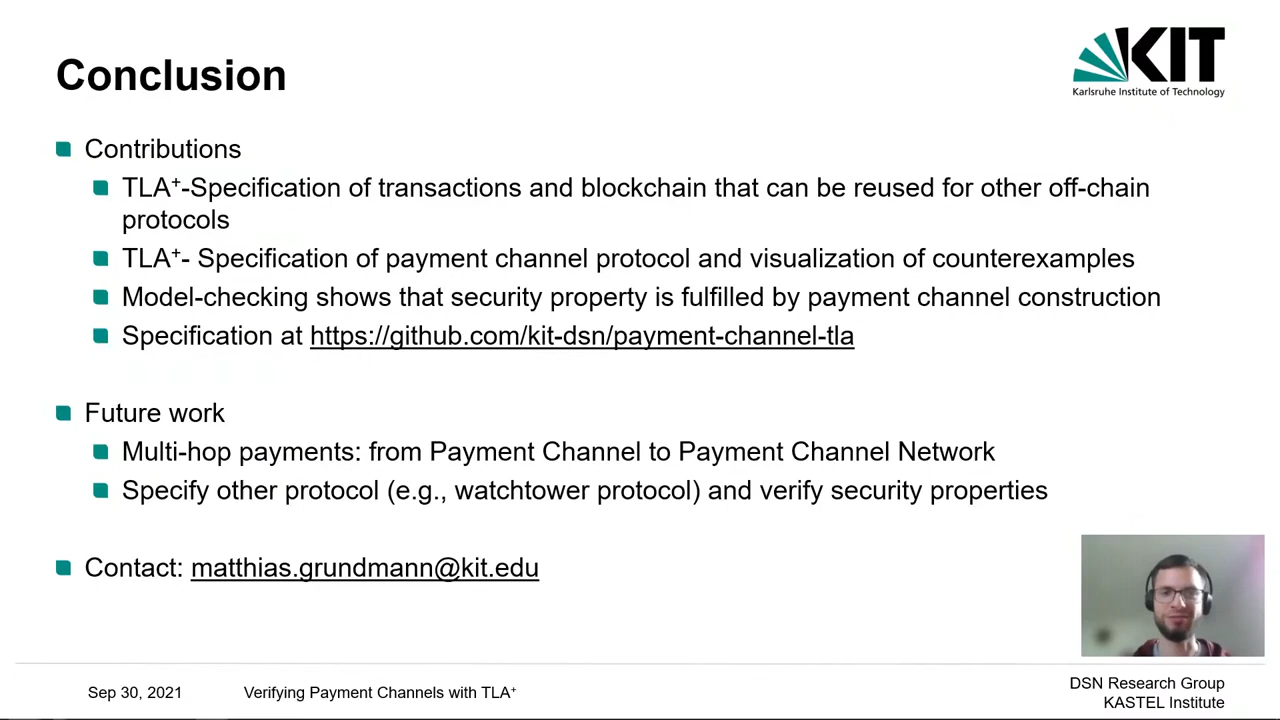 Conclusion
KIT
Karlsruhe Institute of Technology
Contributions
TLA⁺-Specification of transactions and blockchain that can be reused for other off-chain
protocols
TLA⁺- Specification of payment channel protocol and visualization of counterexamples
Model-checking shows that security property is fulfilled by payment channel construction
Specification at https://github.com/kit-dsn/payment-channel-tla
Future work
Multi-hop payments: from Payment Channel to Payment Channel Network
Specify other protocol (e.g., watchtower protocol) and verify security properties
Contact: matthias.grundmann@kit.edu
Sep 30, 2021
Verifying Payment Channels with TLA⁺
DSN Research Group
KASTEL Institute